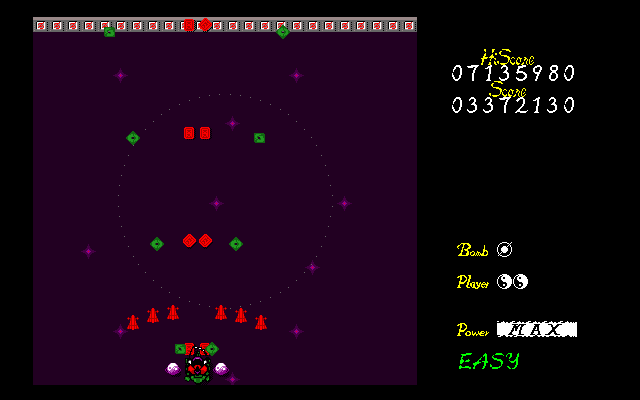 HiScore
07135980
Score
03372130
Bomb
Player
Power MAX
EASY